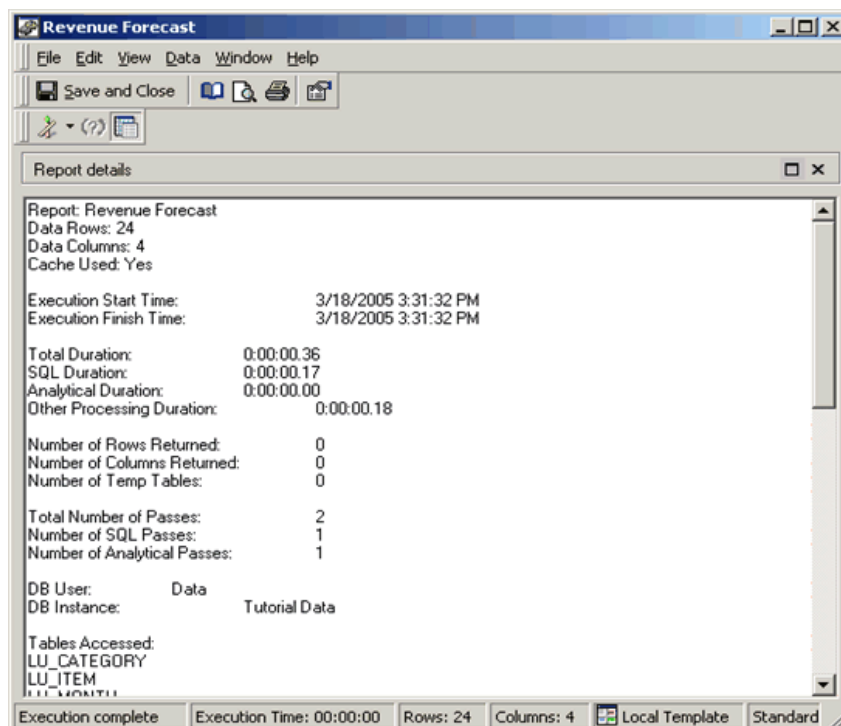 Revenue Forecast
File Edit View Data Window Help
Save and Close
Report details
Report: Revenue Forecast
Data Rows: 24
Data Columns: 4
Cache Used: Yes
Execution Start Time: 3/18/2005 3:31:32 PM
Execution Finish Time: 3/18/2005 3:31:32 PM
Total Duration: 0:00:00.36
SQL Duration: 0:00:00.17
Analytical Duration: 0:00:00.00
Other Processing Duration: 0:00:00.18
Number of Rows Returned: 0
Number of Columns Returned: 0
Number of Temp Tables: 0
Total Number of Passes: 2
Number of SQL Passes: 1
Number of Analytical Passes: 1
DB User: Data
DB Instance: Tutorial Data
Tables Accessed:
LU_CATEGORY
LU_ITEM
LU_MONTH
Execution complete Execution Time: 00:00:00 Rows: 24 Columns: 4 Local Template Standard